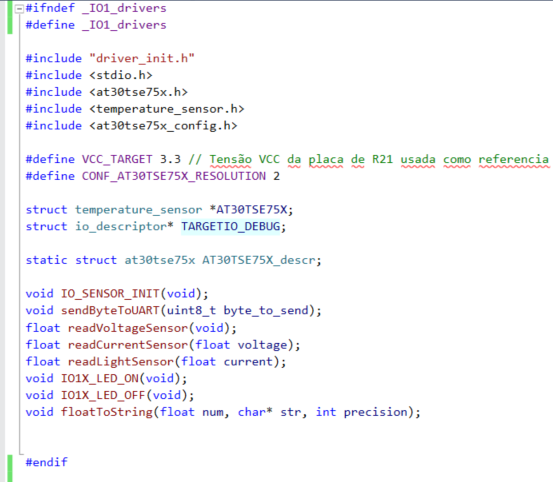 #ifndef _IO1_drivers
#define _IO1_drivers
#include "driver_init.h"
#include <stdio.h>
#include <at30tse75x.h>
#include <temperature_sensor.h>
#include <at30tse75x_config.h>
#define VCC_TARGET 3.3 // Tensão VCC da placa de R21 usada como referencia
#define CONF_AT30TSE75X_RESOLUTION 2
struct temperature_sensor *AT30TSE75X;
struct io_descriptor* TARGETIO_DEBUG;
static struct at30tse75x AT30TSE75X_descr;
void IO_SENSOR_INIT(void);
void sendByteToUART(uint8_t byte_to_send);
float readVoltageSensor(void);
float readCurrentSensor(float voltage);
float readLightSensor(float current);
void IO1X_LED_ON(void);
void IO1X_LED_OFF(void);
void floatToString(float num, char* str, int precision);
#endif